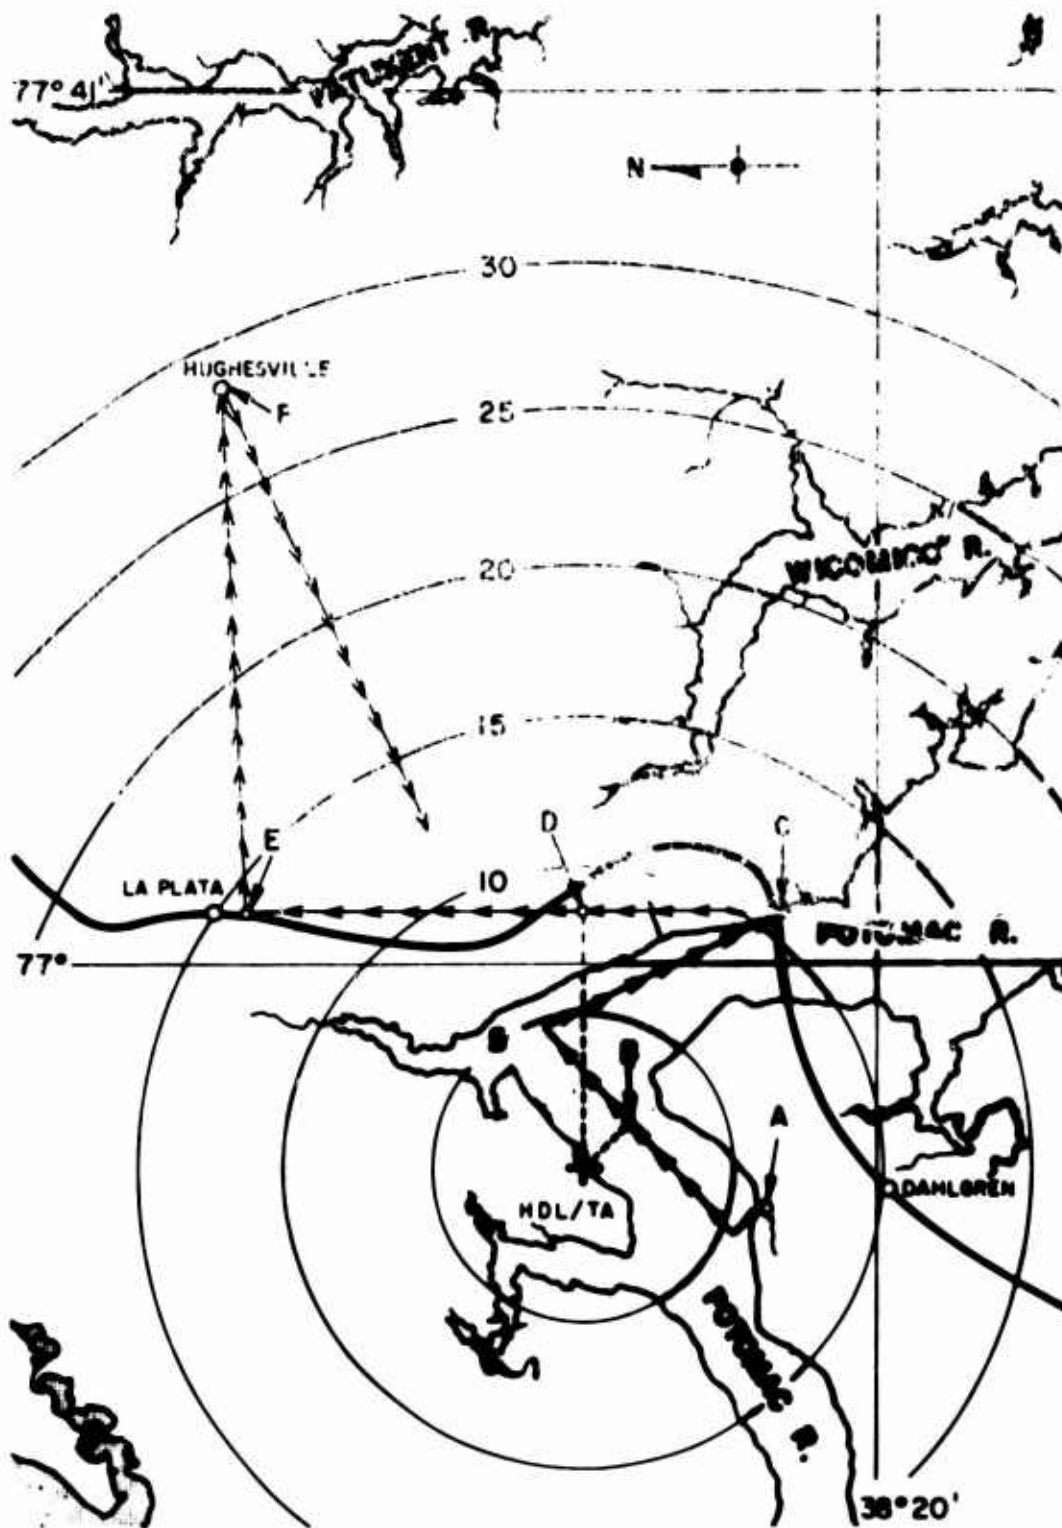 PATUXENT R.
77° 41'
N
30
HUGHESVILLE
F
25
20
WICOMICO R.
15
D
C
E
LA PLATA
10
POTOMAC R.
77°
B
B
A
HDL/TA
DAHLGREN
POTOMAC R.
38° 20'